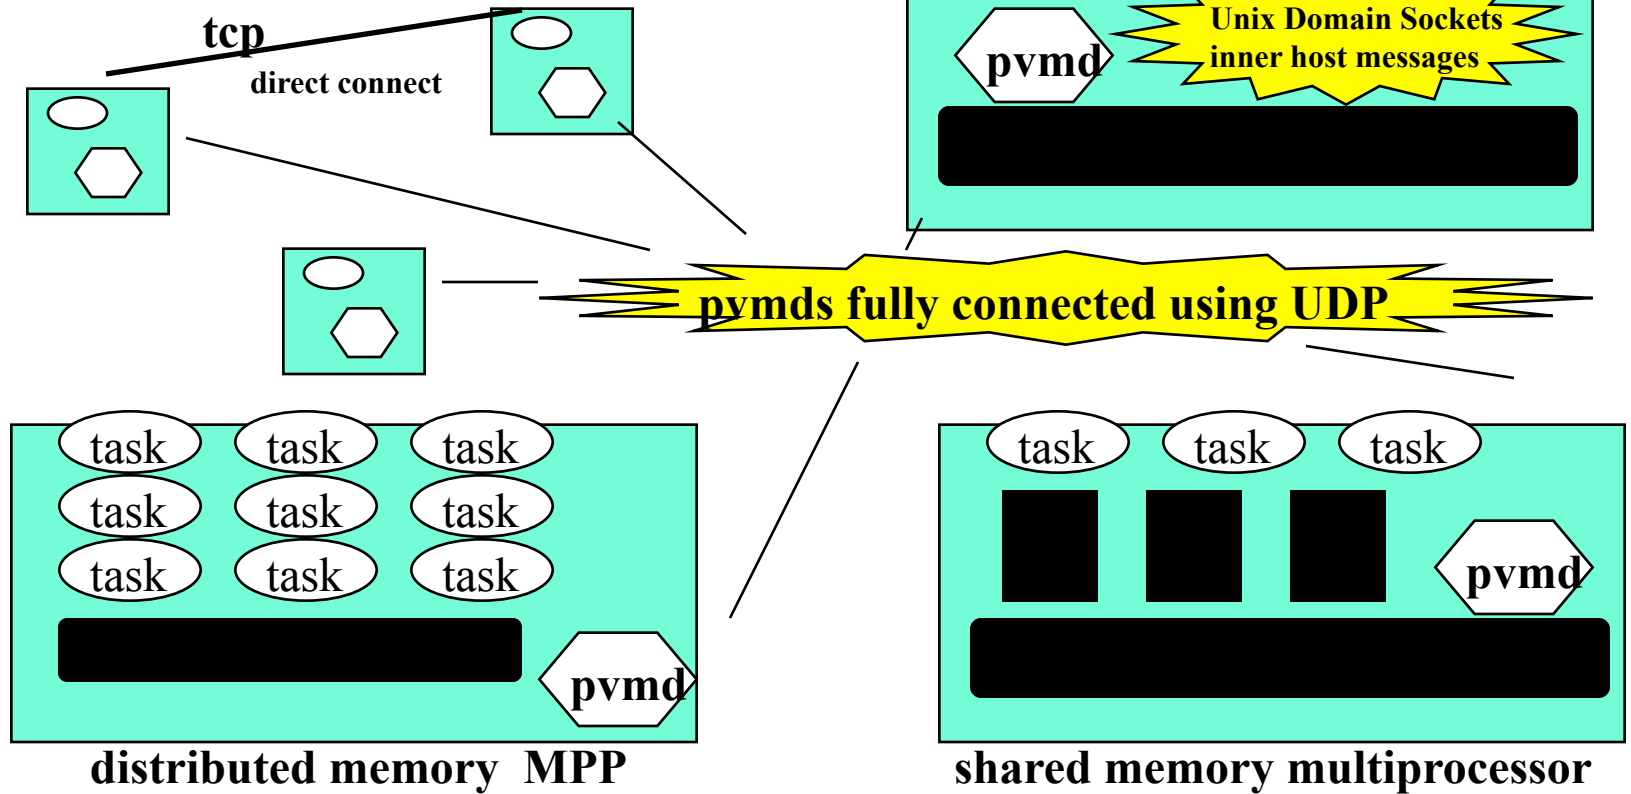 tcp
direct connect
pvmd
Unix Domain Sockets
inner host messages
pvmds fully connected using UDP
task task task
task task task
task task task
pvmd
distributed memory MPP
task task task
pvmd
shared memory multiprocessor